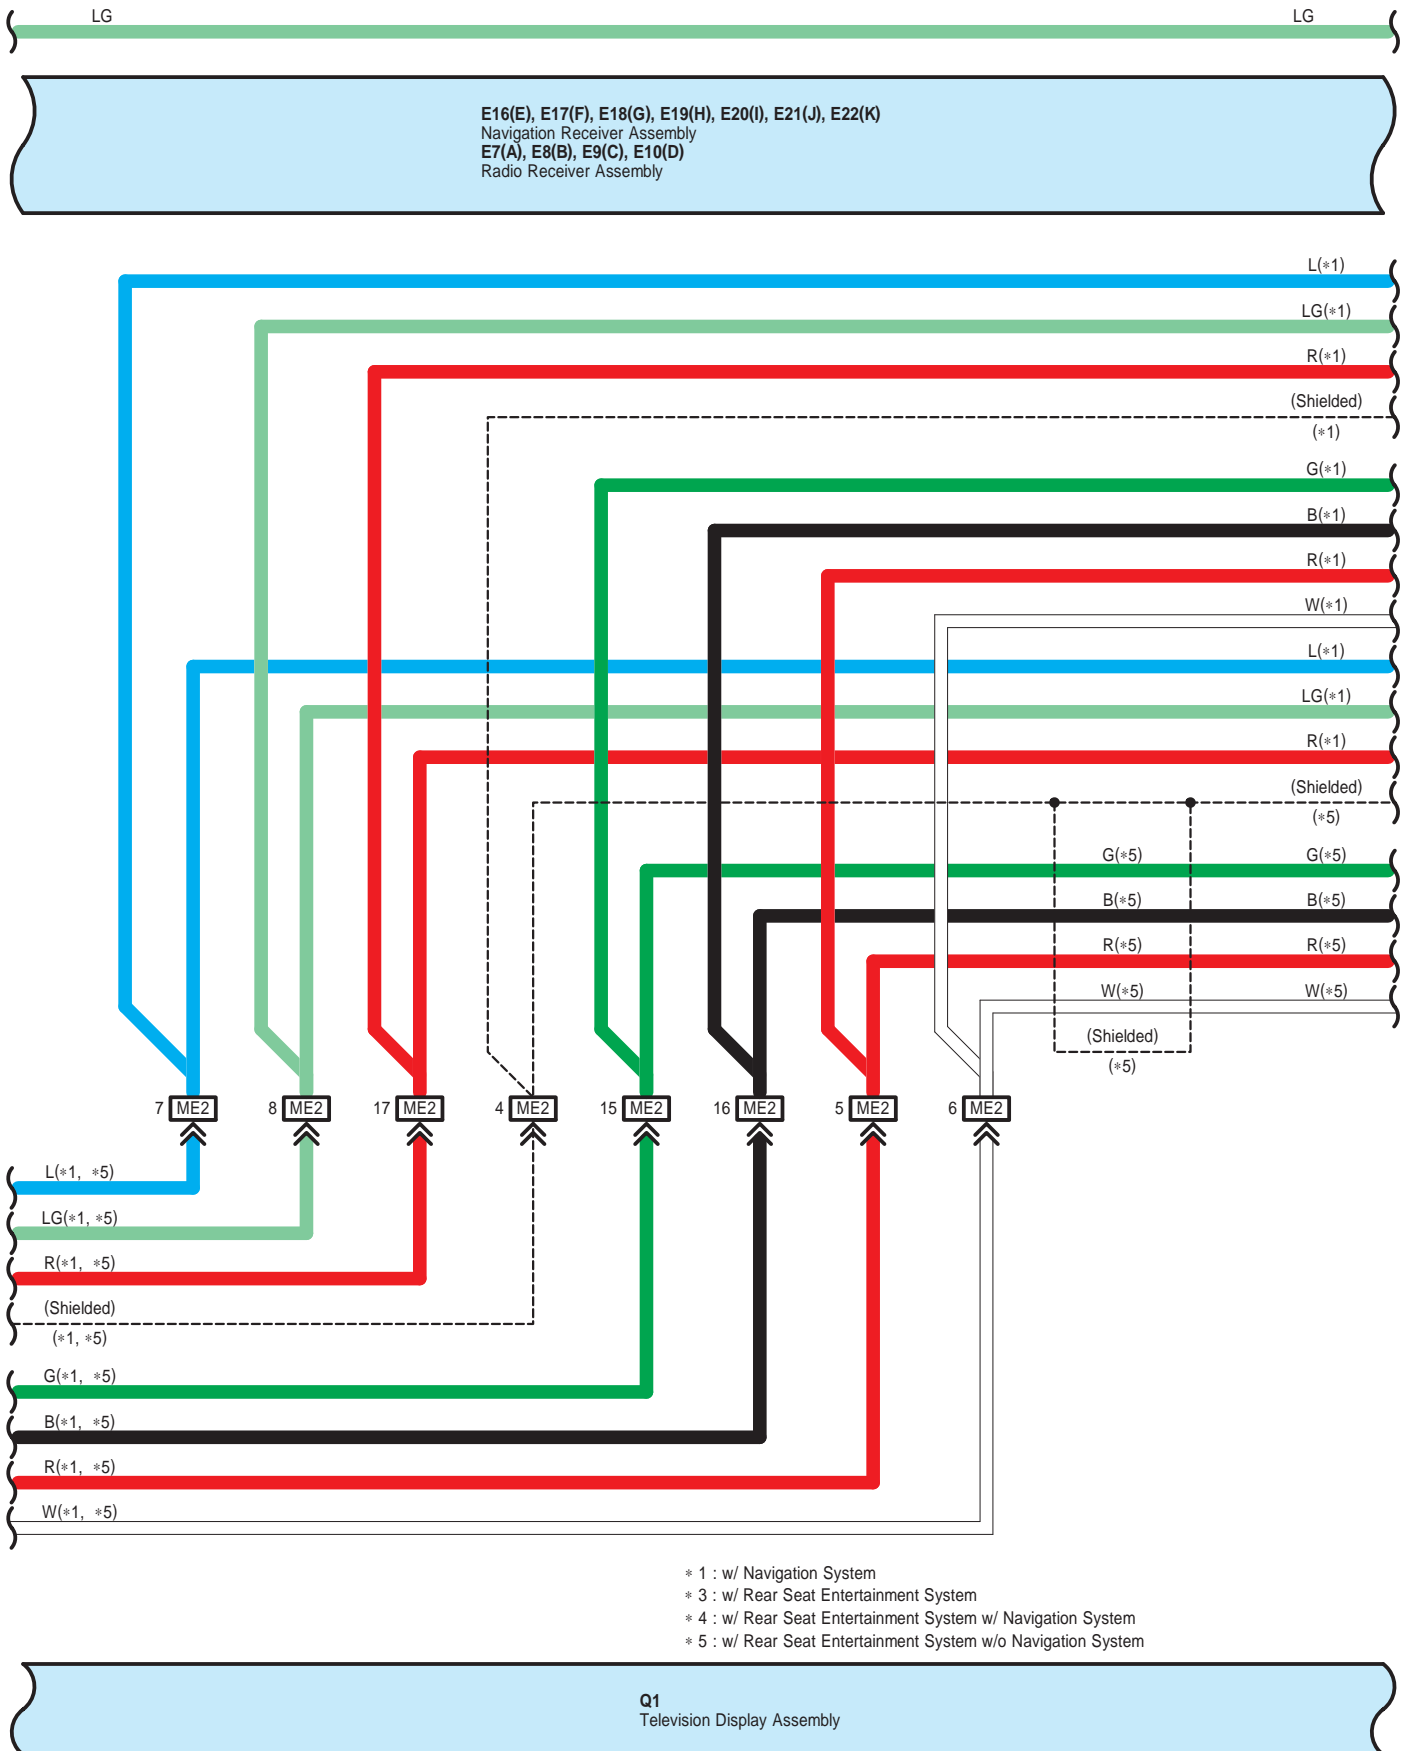 LG LG
E16(E), E17(F), E18(G), E19(H), E20(I), E21(J), E22(K)
Navigation Receiver Assembly
E7(A), E8(B), E9(C), E10(D)
Radio Receiver Assembly
L(*1)
LG(*1)
R(*1)
(Shielded)
(*1)
G(*1)
B(*1)
R(*1)
W(*1)
L(*1)
LG(*1)
R(*1)
(Shielded)
(*5)
G(*5) G(*5)
B(*5) B(*5)
R(*5) R(*5)
W(*5) W(*5)
(Shielded)
(*5)
7 ME2 8 ME2 17 ME2 4 ME2 15 ME2 16 ME2 5 ME2 6 ME2
L(*1, *5)
LG(*1, *5)
R(*1, *5)
(Shielded)
(*1, *5)
G(*1, *5)
B(*1, *5)
R(*1, *5)
W(*1, *5)
* 1 : w/ Navigation System
* 3 : w/ Rear Seat Entertainment System
* 4 : w/ Rear Seat Entertainment System w/ Navigation System
* 5 : w/ Rear Seat Entertainment System w/o Navigation System
Q1
Television Display Assembly